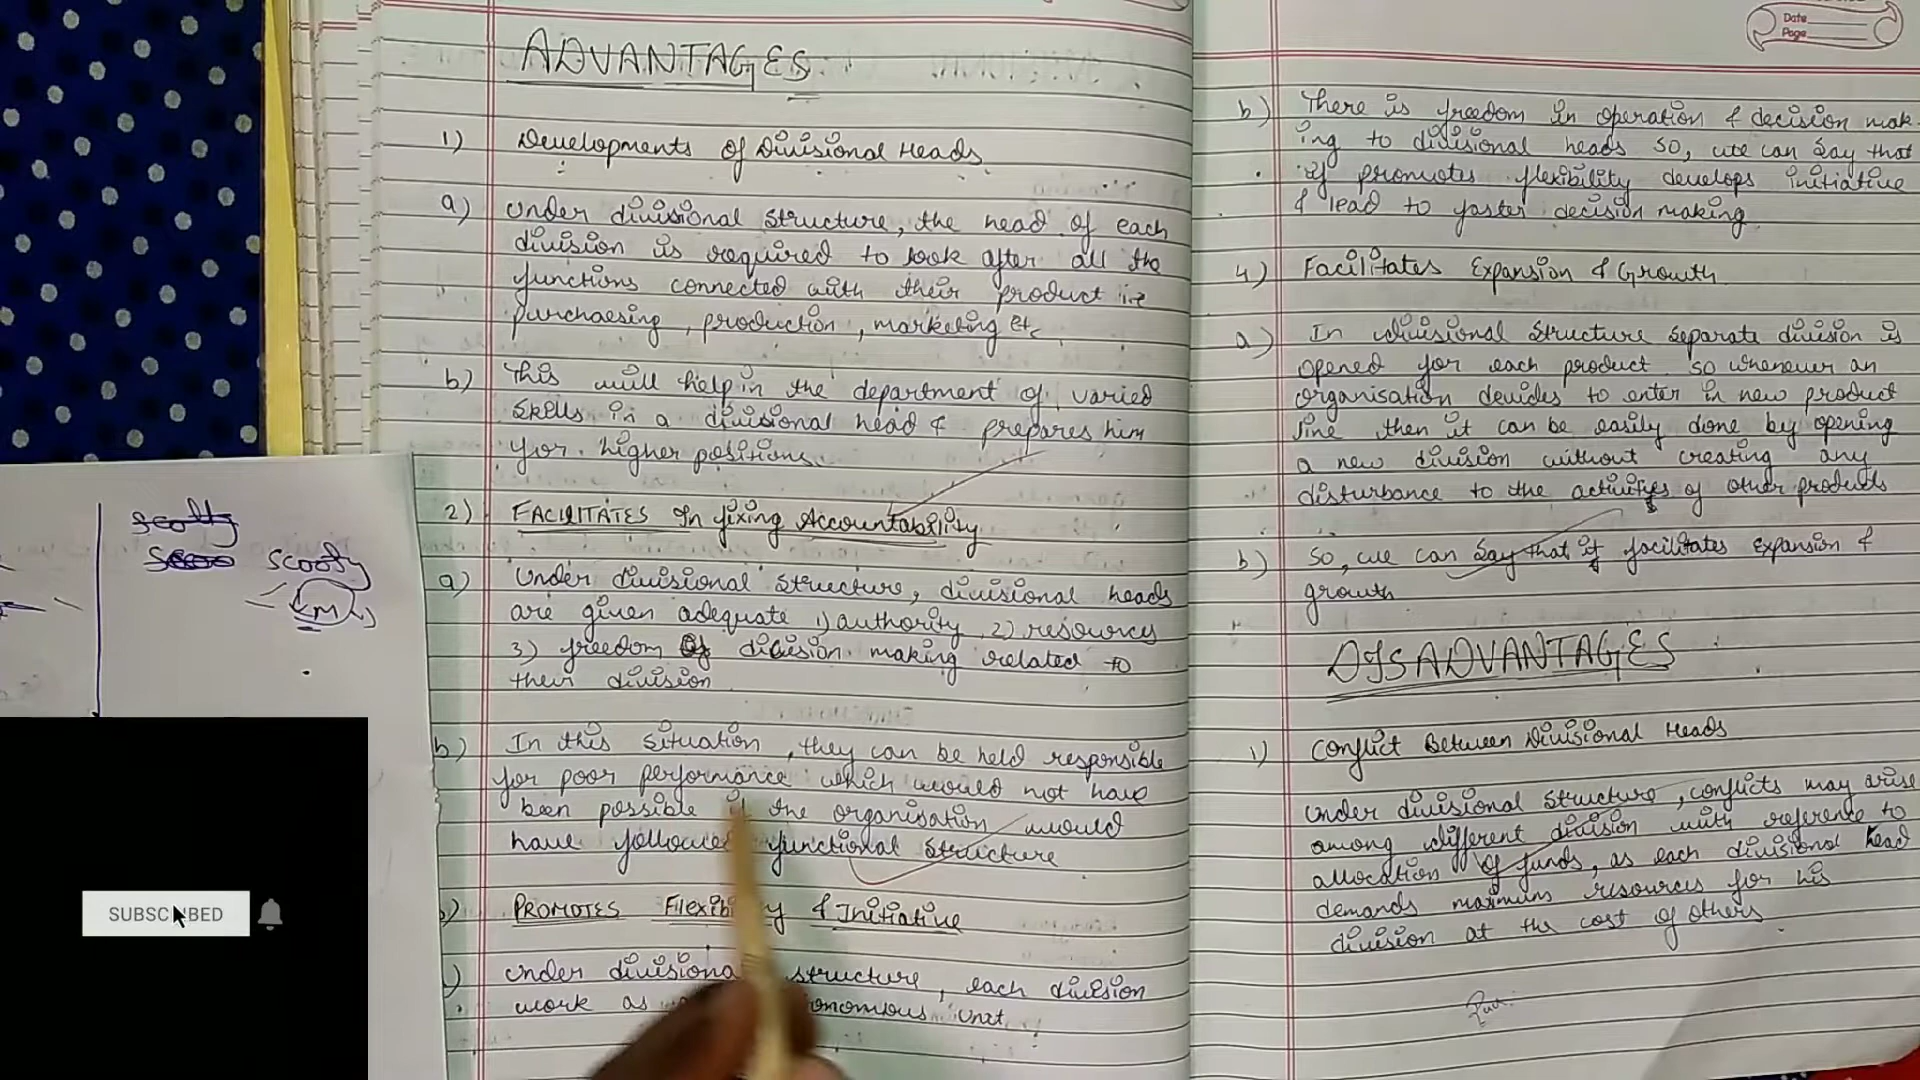 ADVANTAGES
1) Developments of Divisional Heads
a) Under divisional structure, the head of each
division is required to look after all the
functions connected with their product i.e
purchaesing, production, marketing etc
b) This will help in the department of varied
skills in a divisional head & prepares him
for higher positions.
2) FACILITATES In fixing Accountability
a) Under divisional structure, divisional heads
are given adequate 1) authority 2) resources
3) freedom of dicision making related to
their division
b) In this situation, they can be held responsible
for poor performance which would not have
been possible if the organisation would
have followed functional structure
PROMOTES Flexibility & Initiative
Under divisional structure, each division
work as unit
Date
Page
b) There is freedom in operation & decision mak-
ing to divisional heads so, we can say that
if promotes flexibility develops initiative
& lead to faster decision making
4) Facilitates Expansion & Growth
a) In divisional structure separate division is
opened for each product so whenever an
organisation devides to enter in new product
line then it can be easily done by opening
a new division without creating any
disturbance to the activities of other products
b) So, we can say that if facilitates expansion &
growth
DISADVANTAGES
1) Conflict Between Divisional Heads
Under divisional structure, conflicts may arise
among different division with reference to
allocation of funds, as each divisional head
demands maximum resources for his
division at the cost of others
scooty
M
SUBSCRIBED